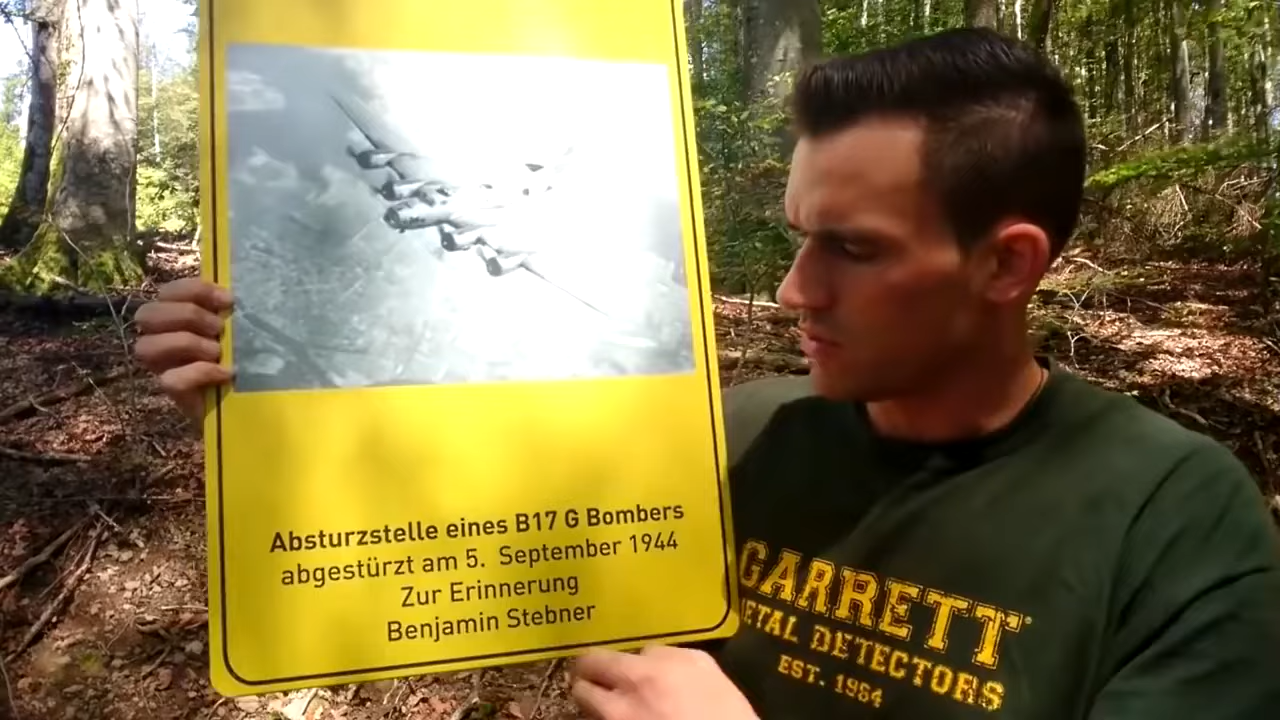 Absturzstelle eines B17 G Bombers
abgestürzt am 5. September 1944
Zur Erinnerung
Benjamin Stebner
GARRETT
METAL DETECTORS
EST. 1964